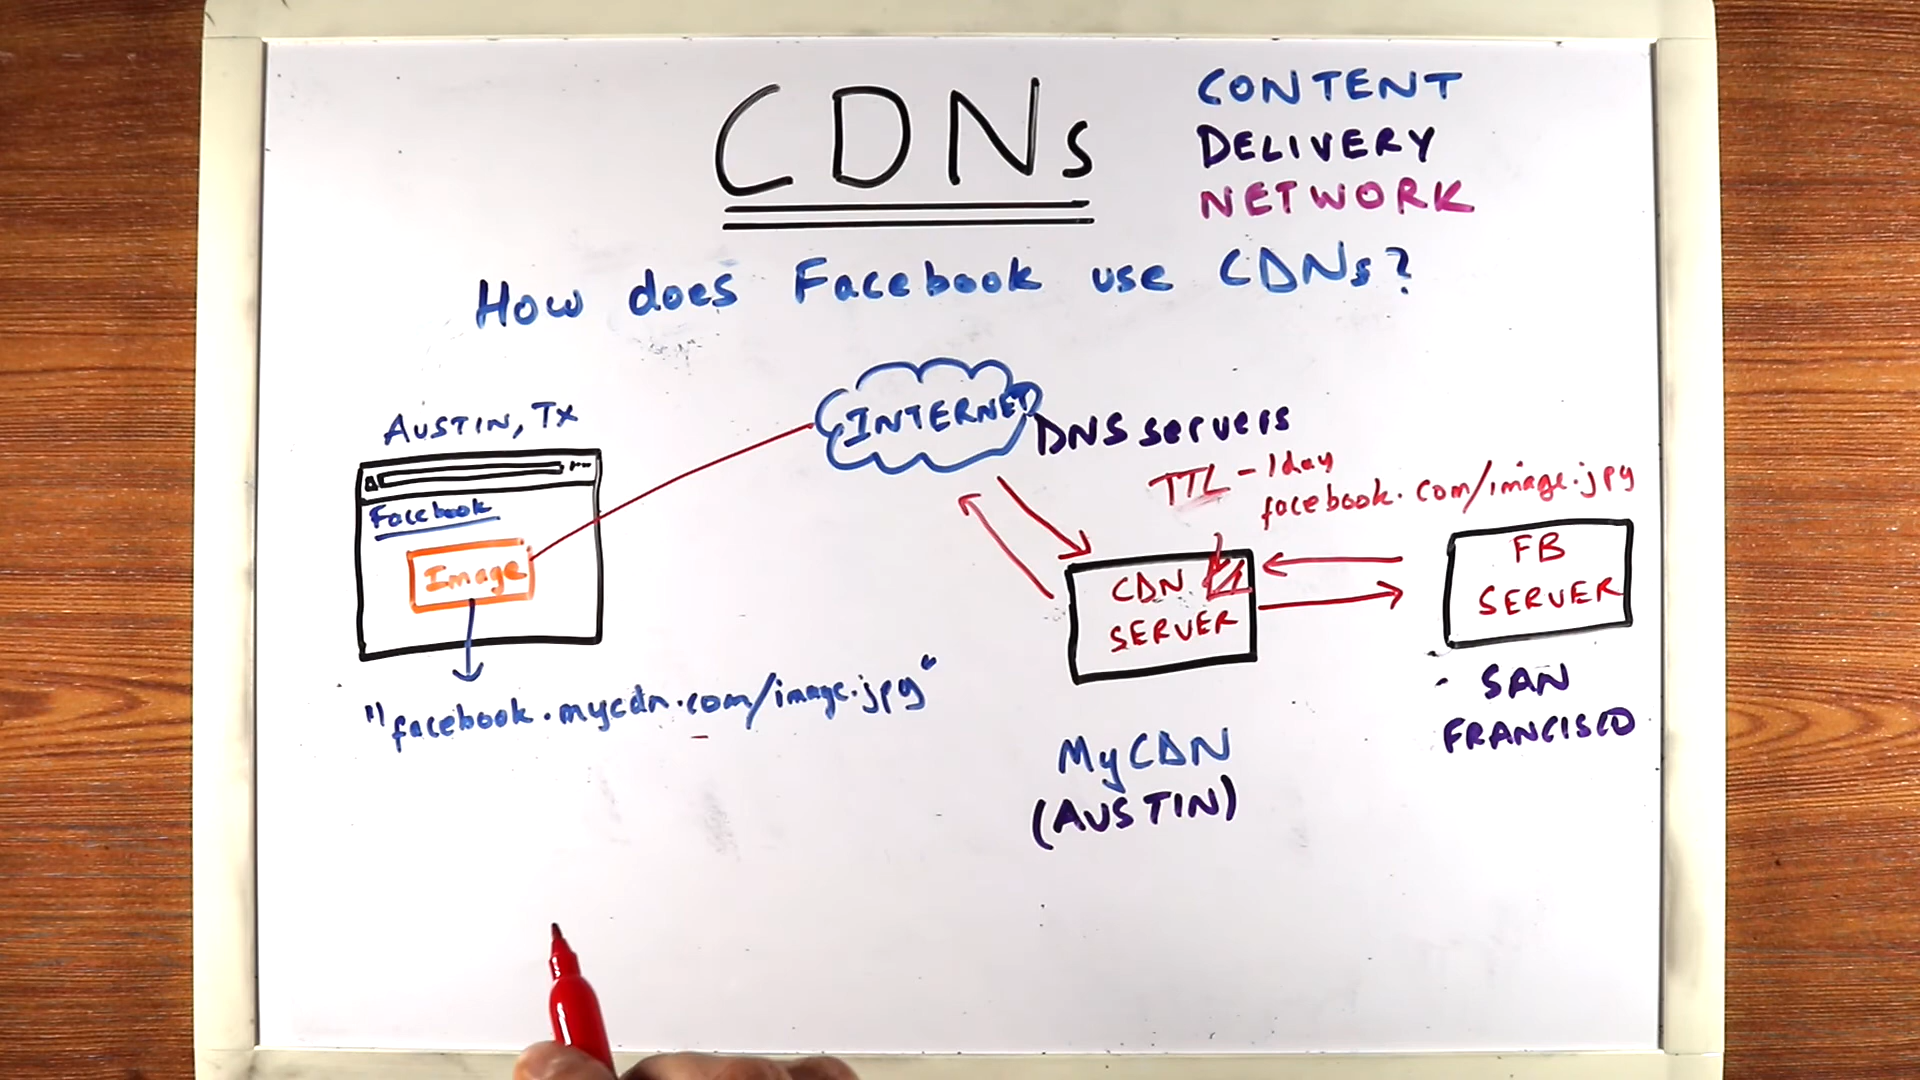 CDNs
CONTENT
DELIVERY
NETWORK
How does Facebook use CDNs?
AUSTIN, TX
Facebook
Image
"facebook.mycdn.com/image.jpg"
INTERNET
DNS servers
TTL - 1day
facebook.com/image.jpg
CDN
SERVER
MyCDN
(AUSTIN)
FB
SERVER
SAN
FRANCISCO